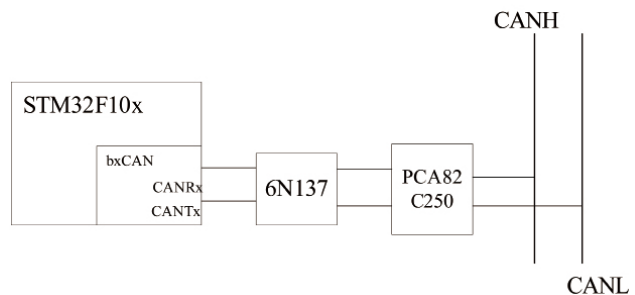 CANH
STM32F10x
bxCAN
CANRx
CANTx
6N137
PCA82
C250
CANL